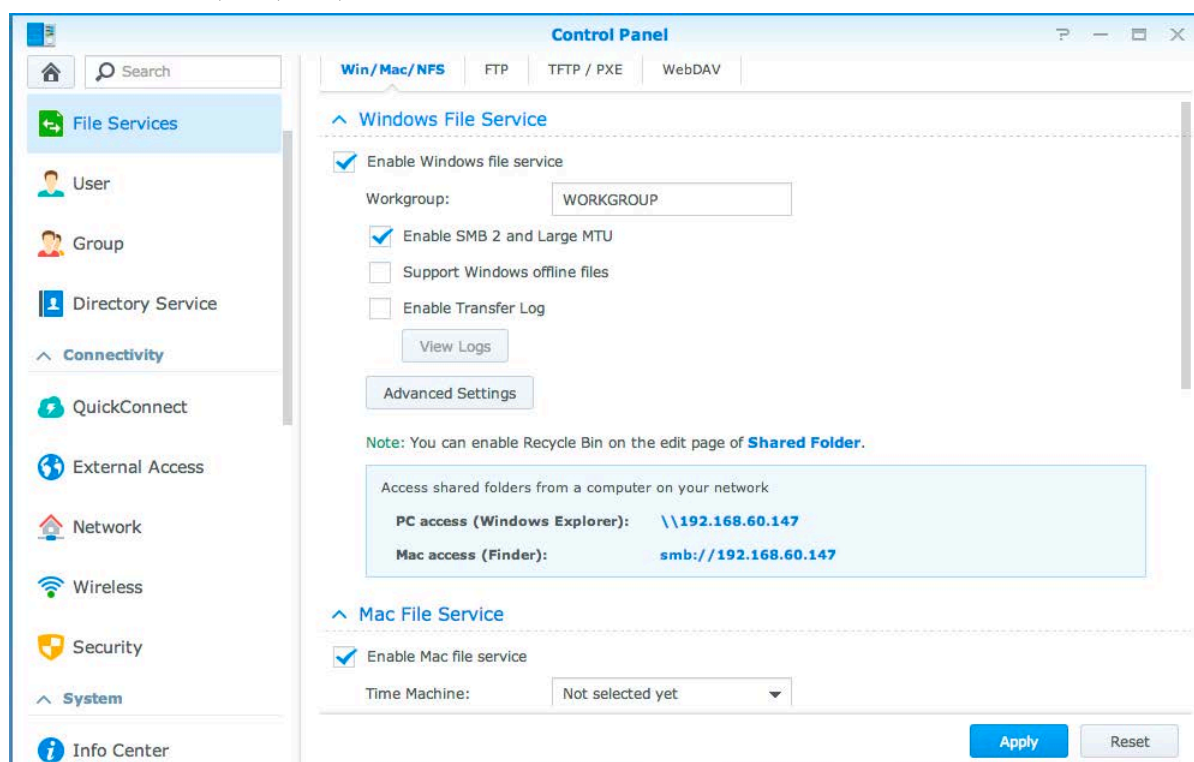 Control Panel
Search
File Services
User
Group
Directory Service
Connectivity
QuickConnect
External Access
Network
Wireless
Security
System
Info Center
Win/Mac/NFS FTP TFTP / PXE WebDAV
Windows File Service
Enable Windows file service
Workgroup: WORKGROUP
Enable SMB 2 and Large MTU
Support Windows offline files
Enable Transfer Log
View Logs
Advanced Settings
Note: You can enable Recycle Bin on the edit page of Shared Folder.
Access shared folders from a computer on your network
PC access (Windows Explorer): \\192.168.60.147
Mac access (Finder): smb://192.168.60.147
Mac File Service
Enable Mac file service
Time Machine: Not selected yet
Apply Reset